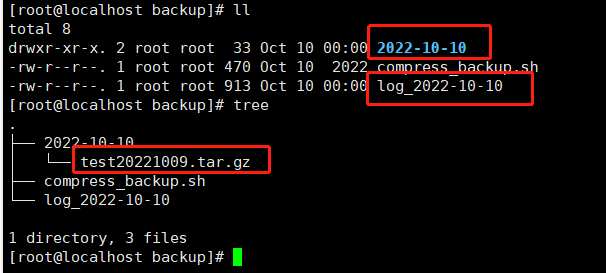 [root@localhost backup]# ll
total 8
drwxr-xr-x. 2 root root  33 Oct 10 00:00 2022-10-10
-rw-r--r--. 1 root root 470 Oct 10  2022 compress_backup.sh
-rw-r--r--. 1 root root 913 Oct 10 00:00 log_2022-10-10
[root@localhost backup]# tree
.
├── 2022-10-10
│   └── test20221009.tar.gz
├── compress_backup.sh
└── log_2022-10-10
1 directory, 3 files
[root@localhost backup]#